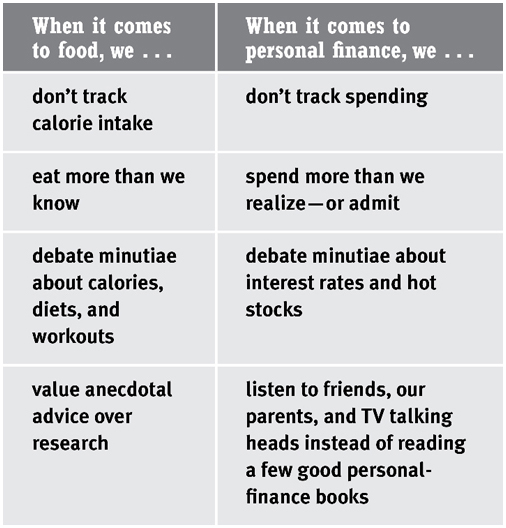 When it comes
to food, we . . .
When it comes to
personal finance, we . . .
don't track
calorie intake
don't track spending
eat more than we
know
spend more than we
realize—or admit
debate minutiae
about calories,
diets, and
workouts
debate minutiae about
interest rates and hot
stocks
value anecdotal
advice over
research
listen to friends, our
parents, and TV talking
heads instead of reading
a few good personal-
finance books